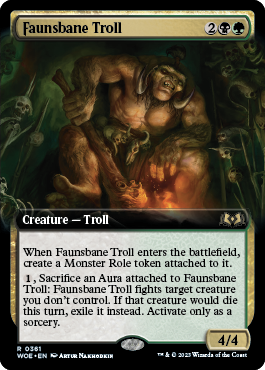 Faunsbane Troll 2
Creature — Troll
When Faunsbane Troll enters the battlefield,
create a Monster Role token attached to it.
1, Sacrifice an Aura attached to Faunsbane
Troll: Faunsbane Troll fights target creature
you don't control. If that creature would die
this turn, exile it instead. Activate only as a
sorcery.
4/4
R 0361
WOE • EN Artur Nakhodkin
™ & © 2023 Wizards of the Coast